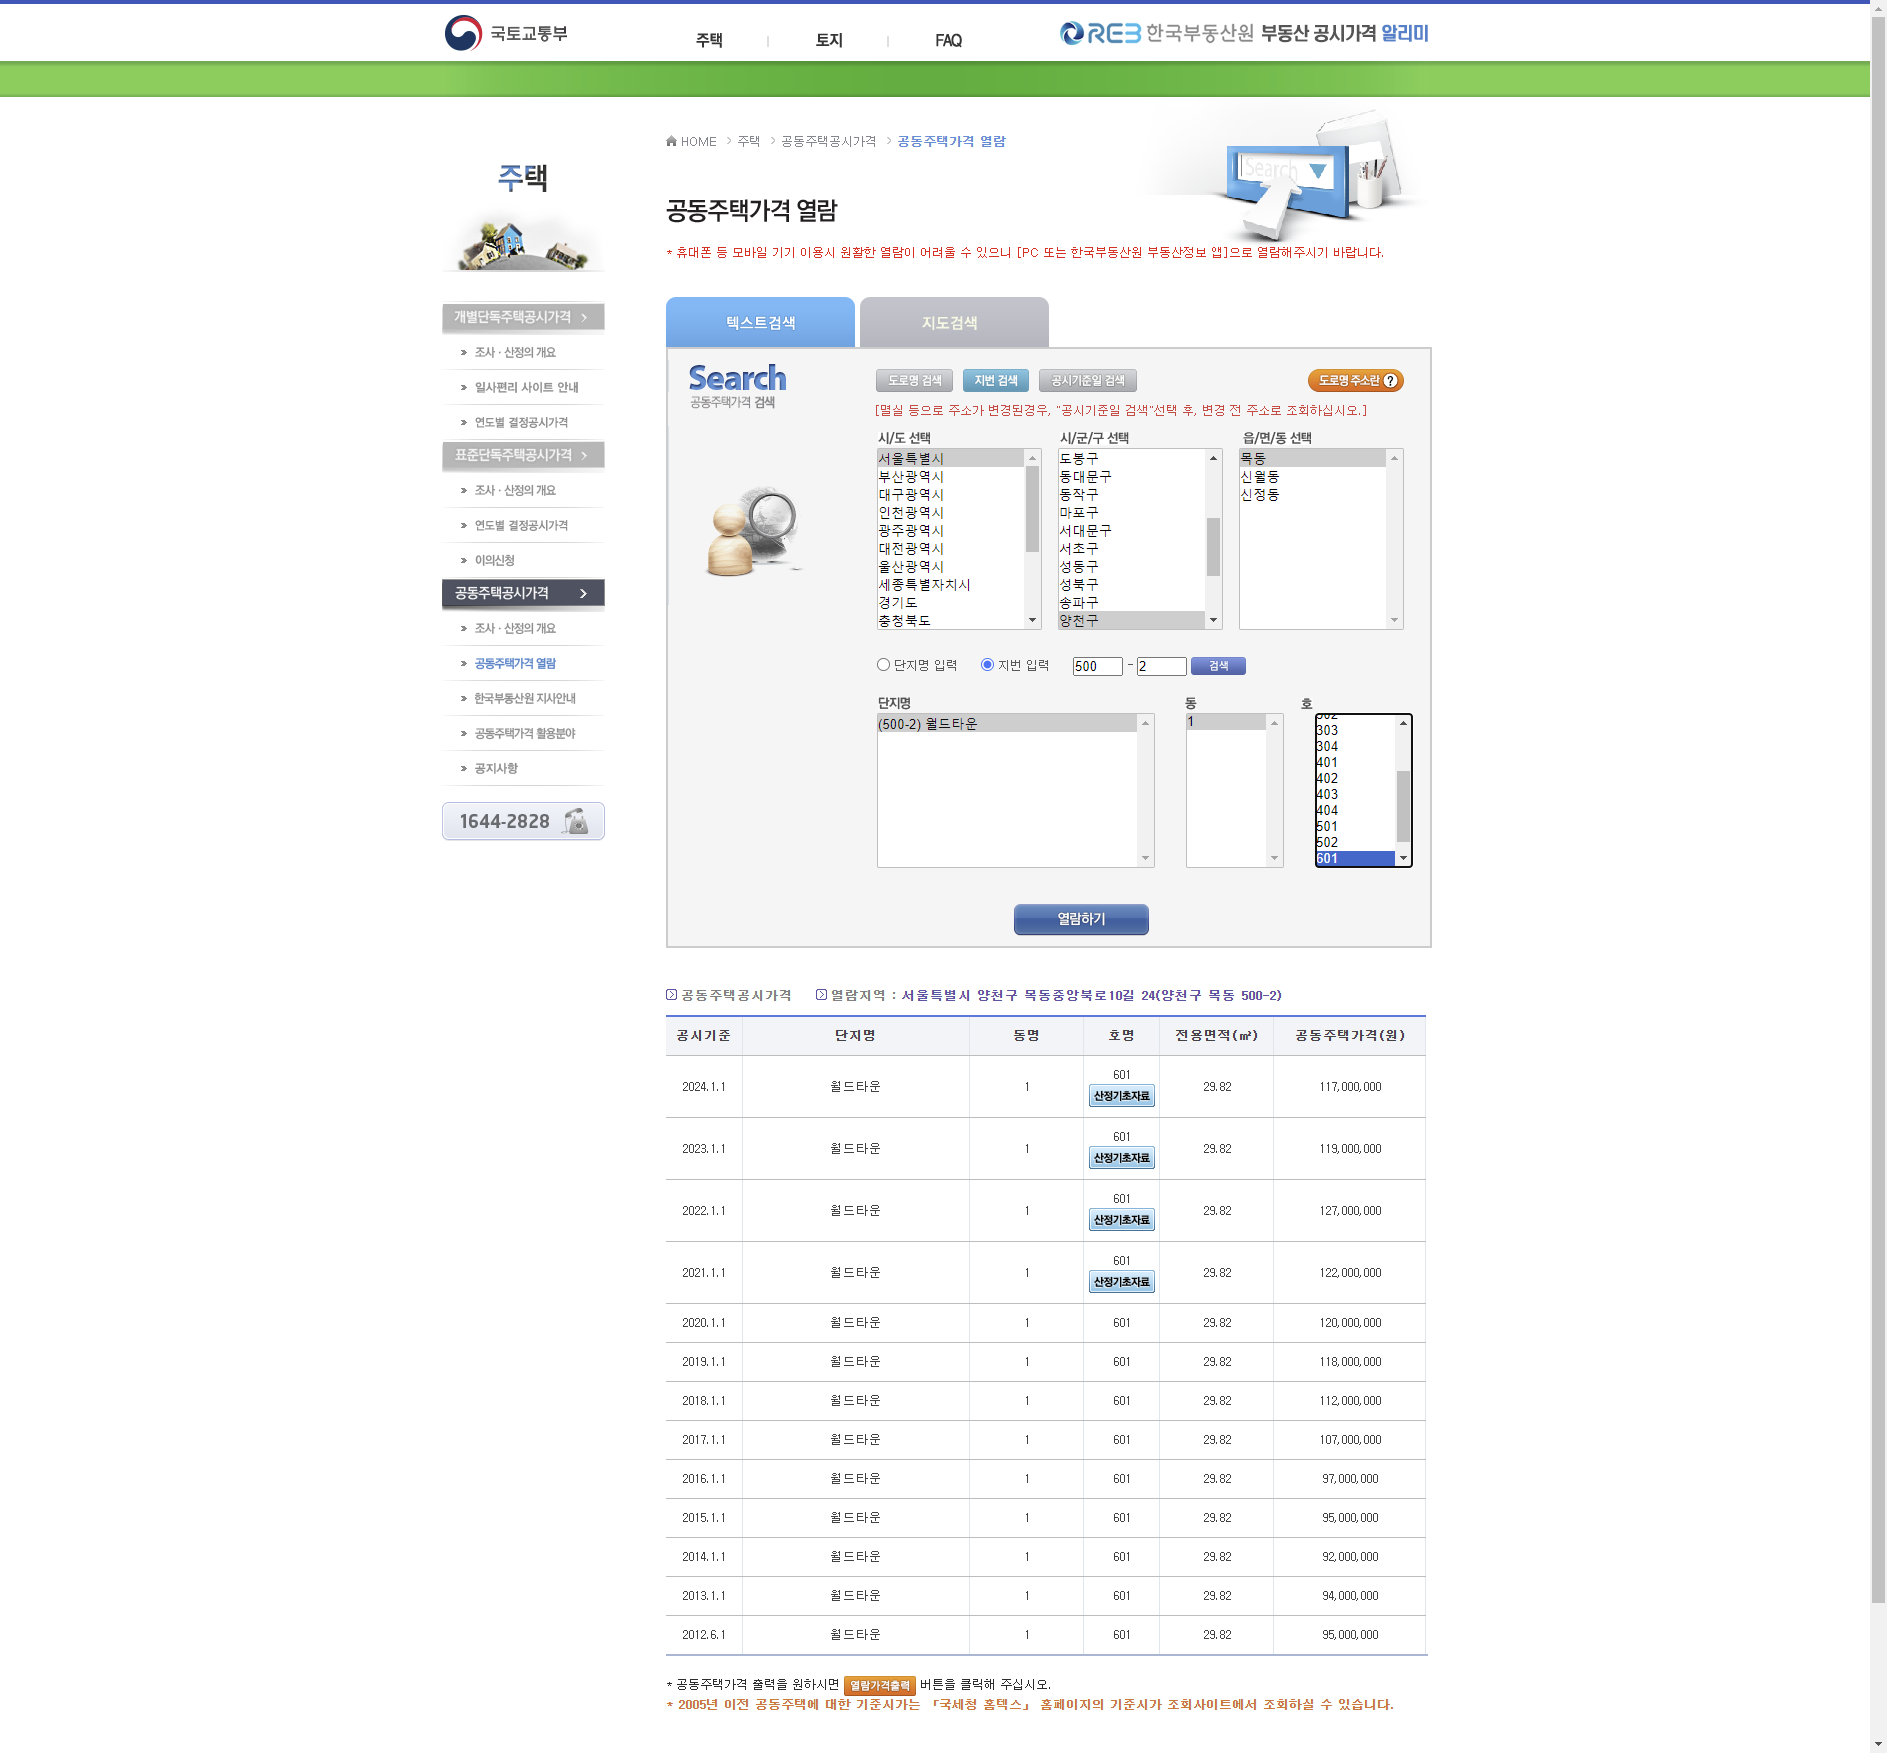 국토교통부
주택
토지
FAQ
REB 한국부동산원 부동산 공시가격 알리미
HOME > 주택 > 공동주택공시가격 > 공동주택가격 열람
Search
주택
공동주택가격 열람
* 휴대폰 등 모바일 기기 이용시 원활한 열람이 어려울 수 있으니 [PC 또는 한국부동산원 부동산정보 앱]으로 열람해주시기 바랍니다.
개별단독주택공시가격
조사 · 산정의 개요
일사편리 사이트 안내
연도별 결정공시가격
표준단독주택공시가격
조사 · 산정의 개요
연도별 결정공시가격
이의신청
공동주택공시가격
조사 · 산정의 개요
공동주택가격 열람
한국부동산원 지사안내
공동주택가격 활용분야
공지사항
1644-2828
텍스트검색
지도검색
Search
공동주택가격 검색
도로명 검색
지번 검색
공시기준일 검색
도로명 주소란 ?
[멸실 등으로 주소가 변경된경우, "공시기준일 검색"선택 후, 변경 전 주소로 조회하십시오.]
시/도 선택
서울특별시
부산광역시
대구광역시
인천광역시
광주광역시
대전광역시
울산광역시
세종특별자치시
경기도
충청북도
시/군/구 선택
도봉구
동대문구
동작구
마포구
서대문구
서초구
성동구
성북구
송파구
양천구
읍/면/동 선택
목동
신월동
신정동
단지명 입력
지번 입력
500 - 2
검색
단지명
(500-2) 월드타운
동
1
호
302
303
304
401
402
403
404
501
502
601
열람하기
공동주택공시가격
열람지역 : 서울특별시 양천구 목동중앙북로10길 24(양천구 목동 500-2)
공시기준 단지명 동명 호명 전용면적(㎡) 공동주택가격(원)
2024.1.1 월드타운 1 601 산정기초자료 29.82 117,000,000
2023.1.1 월드타운 1 601 산정기초자료 29.82 119,000,000
2022.1.1 월드타운 1 601 산정기초자료 29.82 127,000,000
2021.1.1 월드타운 1 601 산정기초자료 29.82 122,000,000
2020.1.1 월드타운 1 601 29.82 120,000,000
2019.1.1 월드타운 1 601 29.82 118,000,000
2018.1.1 월드타운 1 601 29.82 112,000,000
2017.1.1 월드타운 1 601 29.82 107,000,000
2016.1.1 월드타운 1 601 29.82 97,000,000
2015.1.1 월드타운 1 601 29.82 95,000,000
2014.1.1 월드타운 1 601 29.82 92,000,000
2013.1.1 월드타운 1 601 29.82 94,000,000
2012.6.1 월드타운 1 601 29.82 95,000,000
* 공동주택가격 출력을 원하시면 열람가격출력 버튼을 클릭해 주십시오.
* 2005년 이전 공동주택에 대한 기준시가는 「국세청 홈텍스」 홈페이지의 기준시가 조회사이트에서 조회하실 수 있습니다.